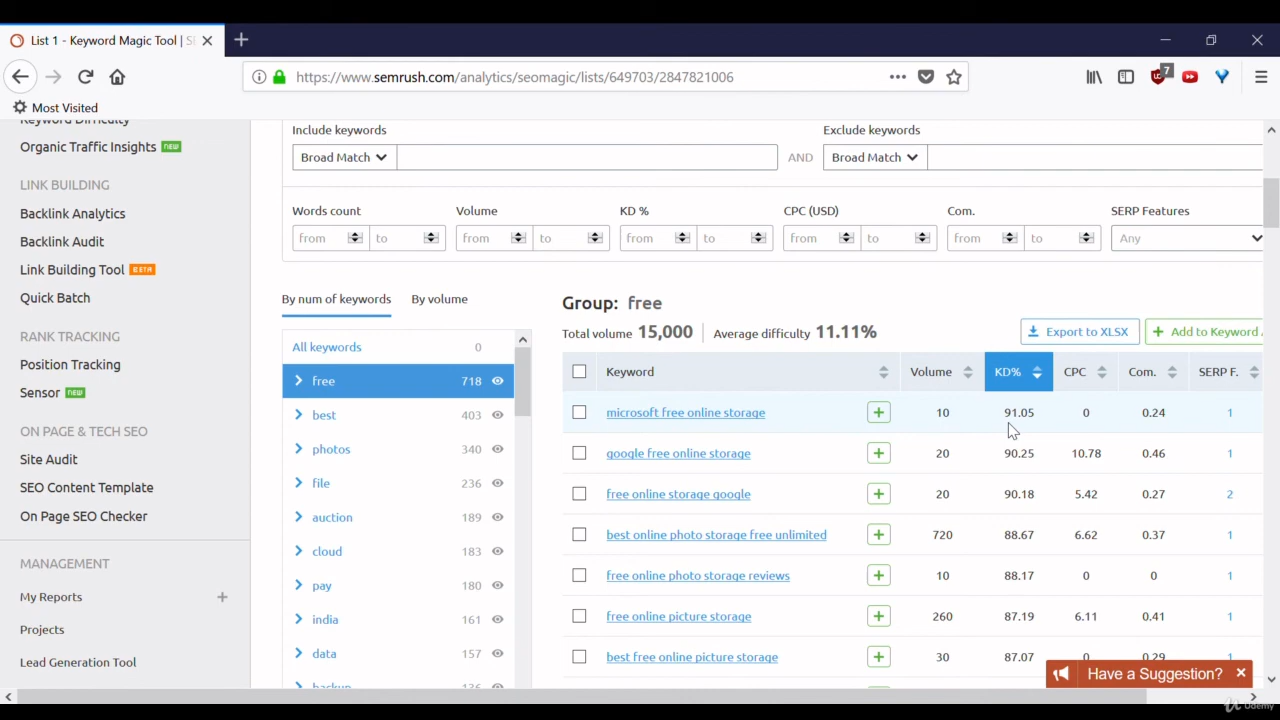 List 1 - Keyword Magic Tool | S
https://www.semrush.com/analytics/seomagic/lists/649703/2847821006
7
Most Visited
Keyword Difficulty
Organic Traffic Insights NEW
LINK BUILDING
Backlink Analytics
Backlink Audit
Link Building Tool BETA
Quick Batch
RANK TRACKING
Position Tracking
Sensor NEW
ON PAGE & TECH SEO
Site Audit
SEO Content Template
On Page SEO Checker
MANAGEMENT
My Reports +
Projects
Lead Generation Tool
Include keywords Exclude keywords
Broad Match AND Broad Match
Words count Volume KD % CPC (USD) Com. SERP Features
from to from to from to from to from to Any
By num of keywords By volume
All keywords 0
free 718
best 403
photos 340
file 236
auction 189
cloud 183
pay 180
india 161
data 157
backup 136
Group: free
Total volume 15,000 Average difficulty 11.11%
Export to XLSX + Add to Keyword
Keyword Volume KD% CPC Com. SERP F.
microsoft free online storage + 10 91.05 0 0.24 1
google free online storage + 20 90.25 10.78 0.46 1
free online storage google + 20 90.18 5.42 0.27 2
best online photo storage free unlimited + 720 88.67 6.62 0.37 1
free online photo storage reviews + 10 88.17 0 0 1
free online picture storage + 260 87.19 6.11 0.41 1
best free online picture storage + 30 87.07 0 0.29 1
Have a Suggestion? ×
Udemy